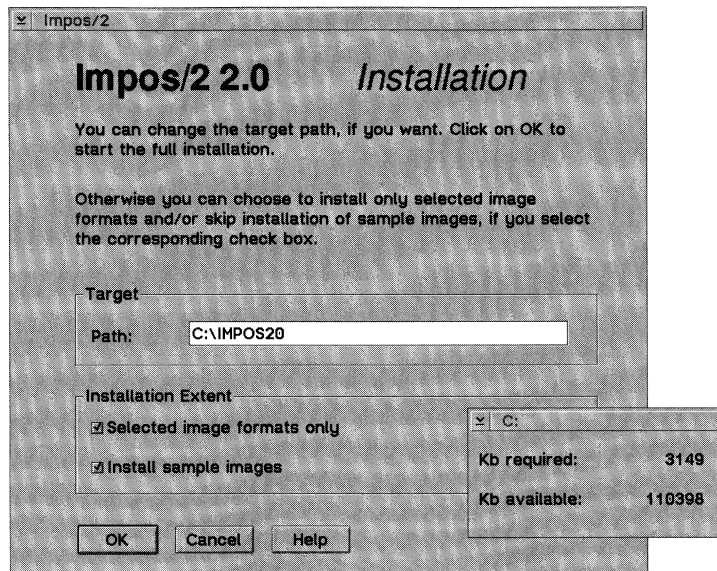 Impos/2
Impos/2 2.0 Installation
You can change the target path, if you want. Click on OK to
start the full installation.
Otherwise you can choose to install only selected image
formats and/or skip installation of sample images, if you select
the corresponding check box.
Target
Path: C:\IMPOS20
Installation Extent
Selected image formats only
Install sample images
C:
Kb required: 3149
Kb available: 110398
OK Cancel Help